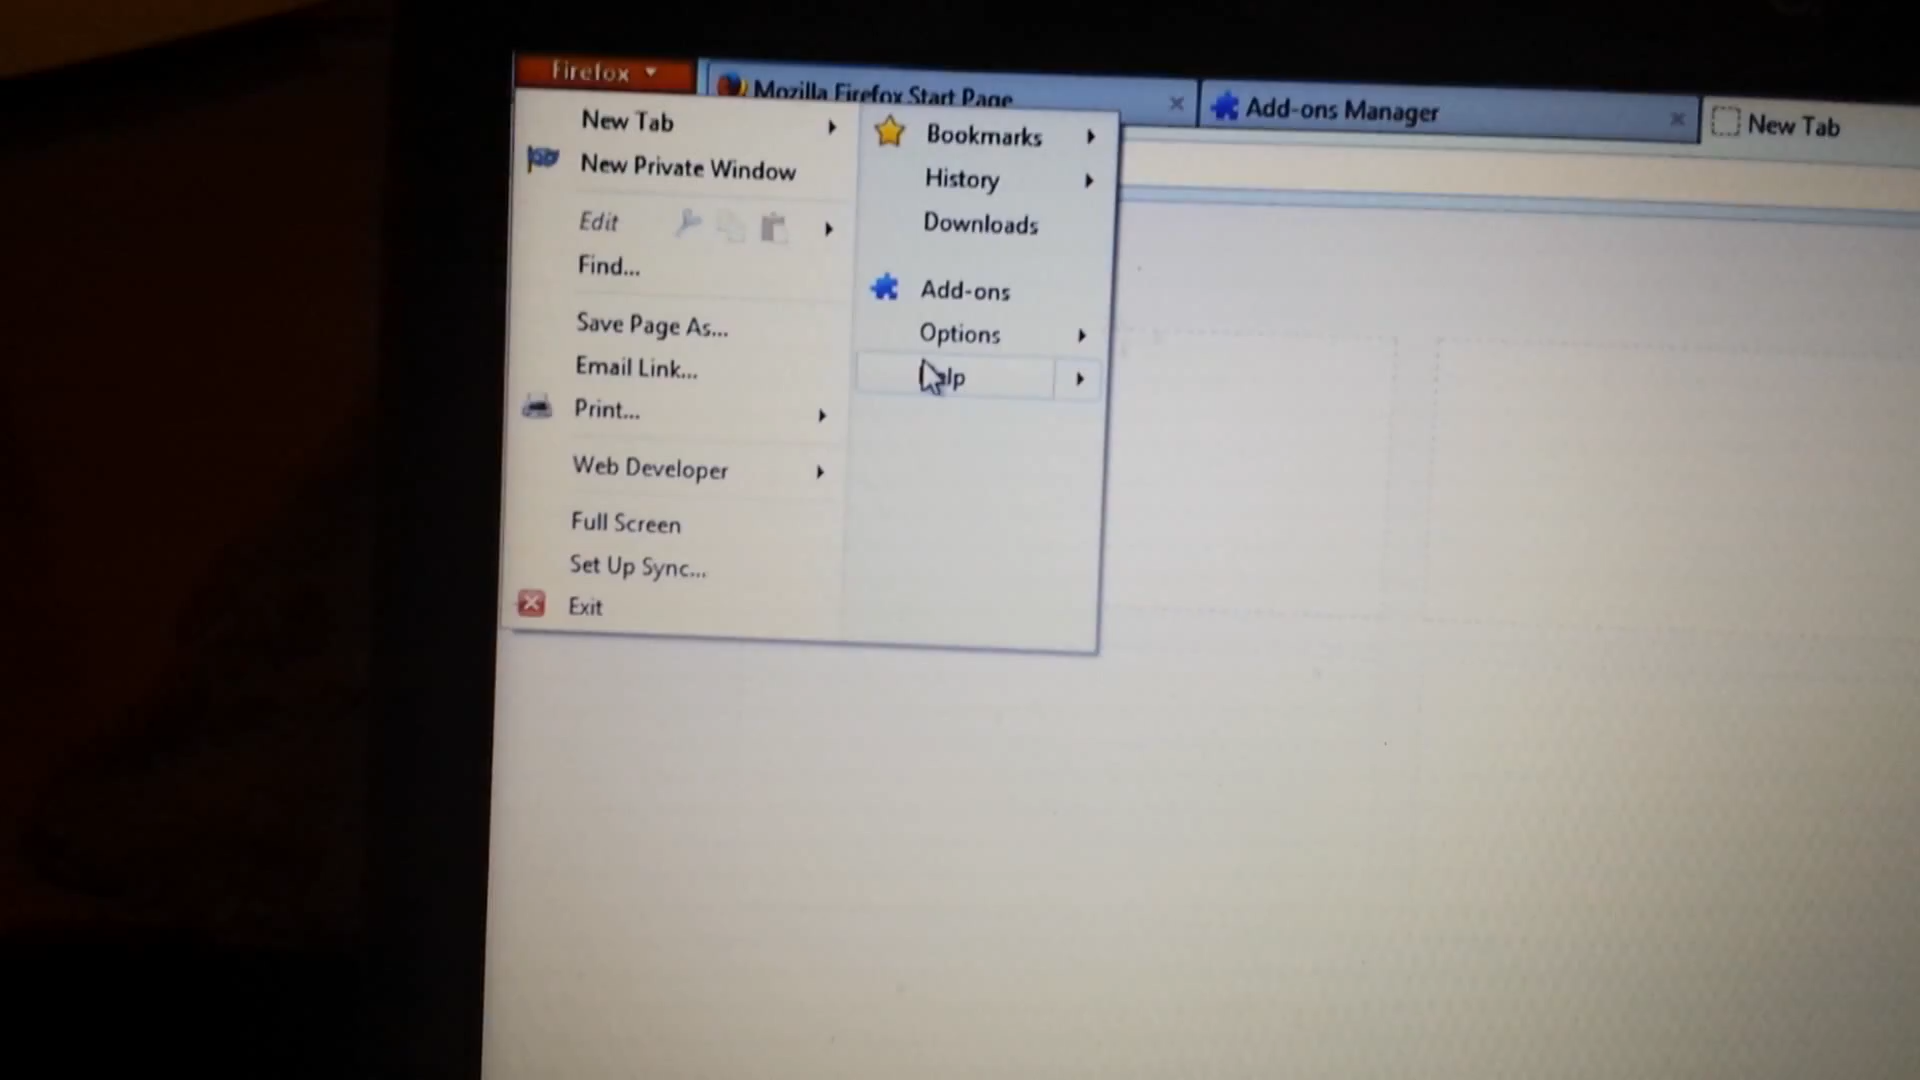 Firefox
Mozilla Firefox Start Page
Add-ons Manager
New Tab
New Tab
New Private Window
Edit
Find...
Save Page As...
Email Link...
Print...
Web Developer
Full Screen
Set Up Sync...
Exit
Bookmarks
History
Downloads
Add-ons
Options
Help